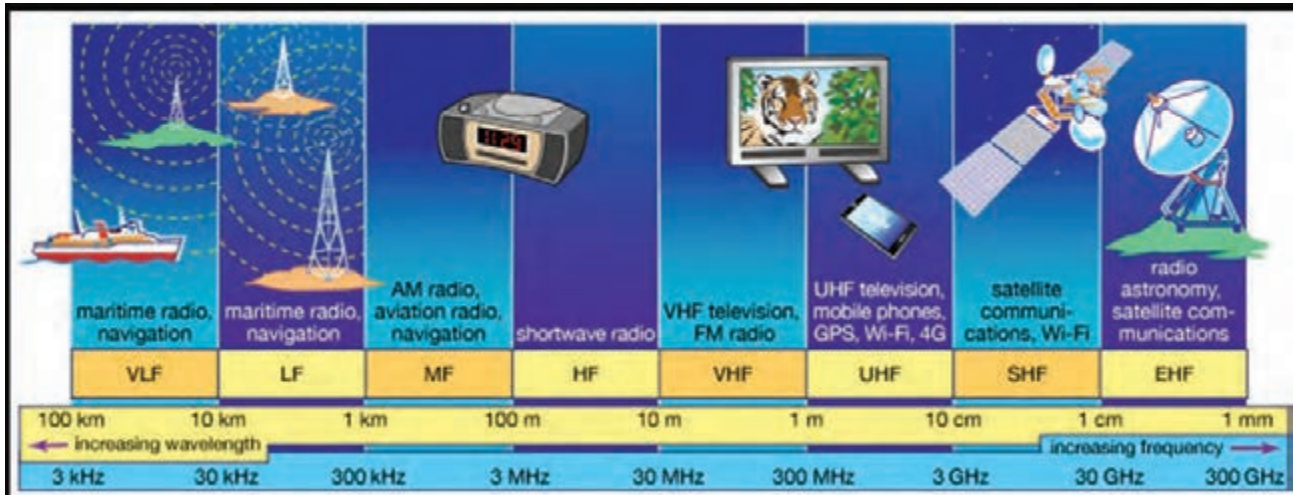 11:29
maritime radio,
navigation
maritime radio,
navigation
AM radio,
aviation radio,
navigation
shortwave radio
VHF television,
FM radio
UHF television,
mobile phones,
GPS, Wi-Fi, 4G
satellite
communi-
cations, Wi-Fi
radio
astronomy,
satellite com-
munications
VLF LF MF HF VHF UHF SHF EHF
100 km 10 km 1 km 100 m 10 m 1 m 10 cm 1 cm 1 mm
increasing wavelength increasing frequency
3 kHz 30 kHz 300 kHz 3 MHz 30 MHz 300 MHz 3 GHz 30 GHz 300 GHz